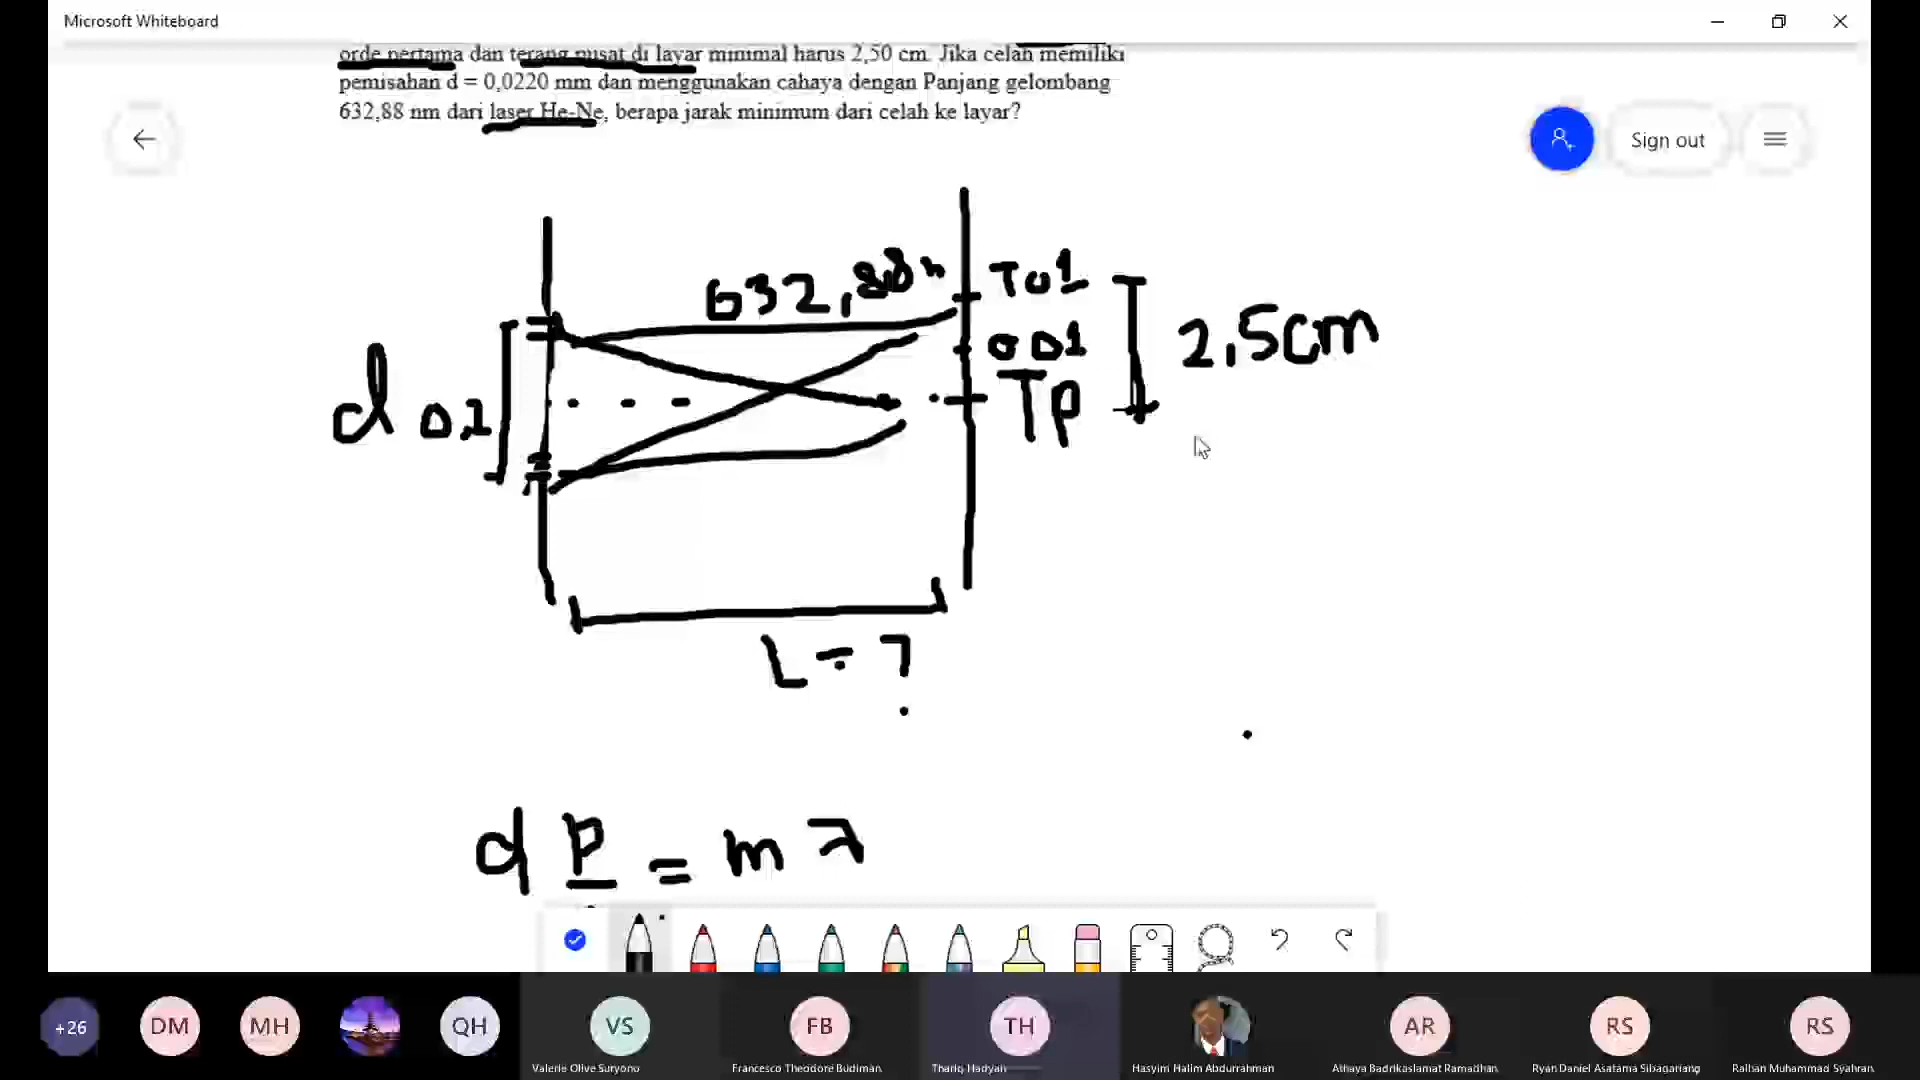 Microsoft Whiteboard
orde pertama dan terang pusat di layar minimal harus 2,50 cm. Jika celah memiliki
pemisahan d = 0,0220 mm dan menggunakan cahaya dengan Panjang gelombang
632,88 nm dari laser He-Ne, berapa jarak minimum dari celah ke layar?
Sign out
632,88n
To1
oo1
Tp
2,5cm
d
L = ?
d P = m λ
+26
DM
MH
QH
VS
FB
TH
AR
RS
RS
Valerie Olive Suryono
Francesco Theodore Budiman
Thariq Hadyan
Hasyim Halim Abdurrahman
Athaya Badrikaslamat Ramadhan
Ryan Daniel Asatama Sibagariang
Raihan Muhammad Syahran